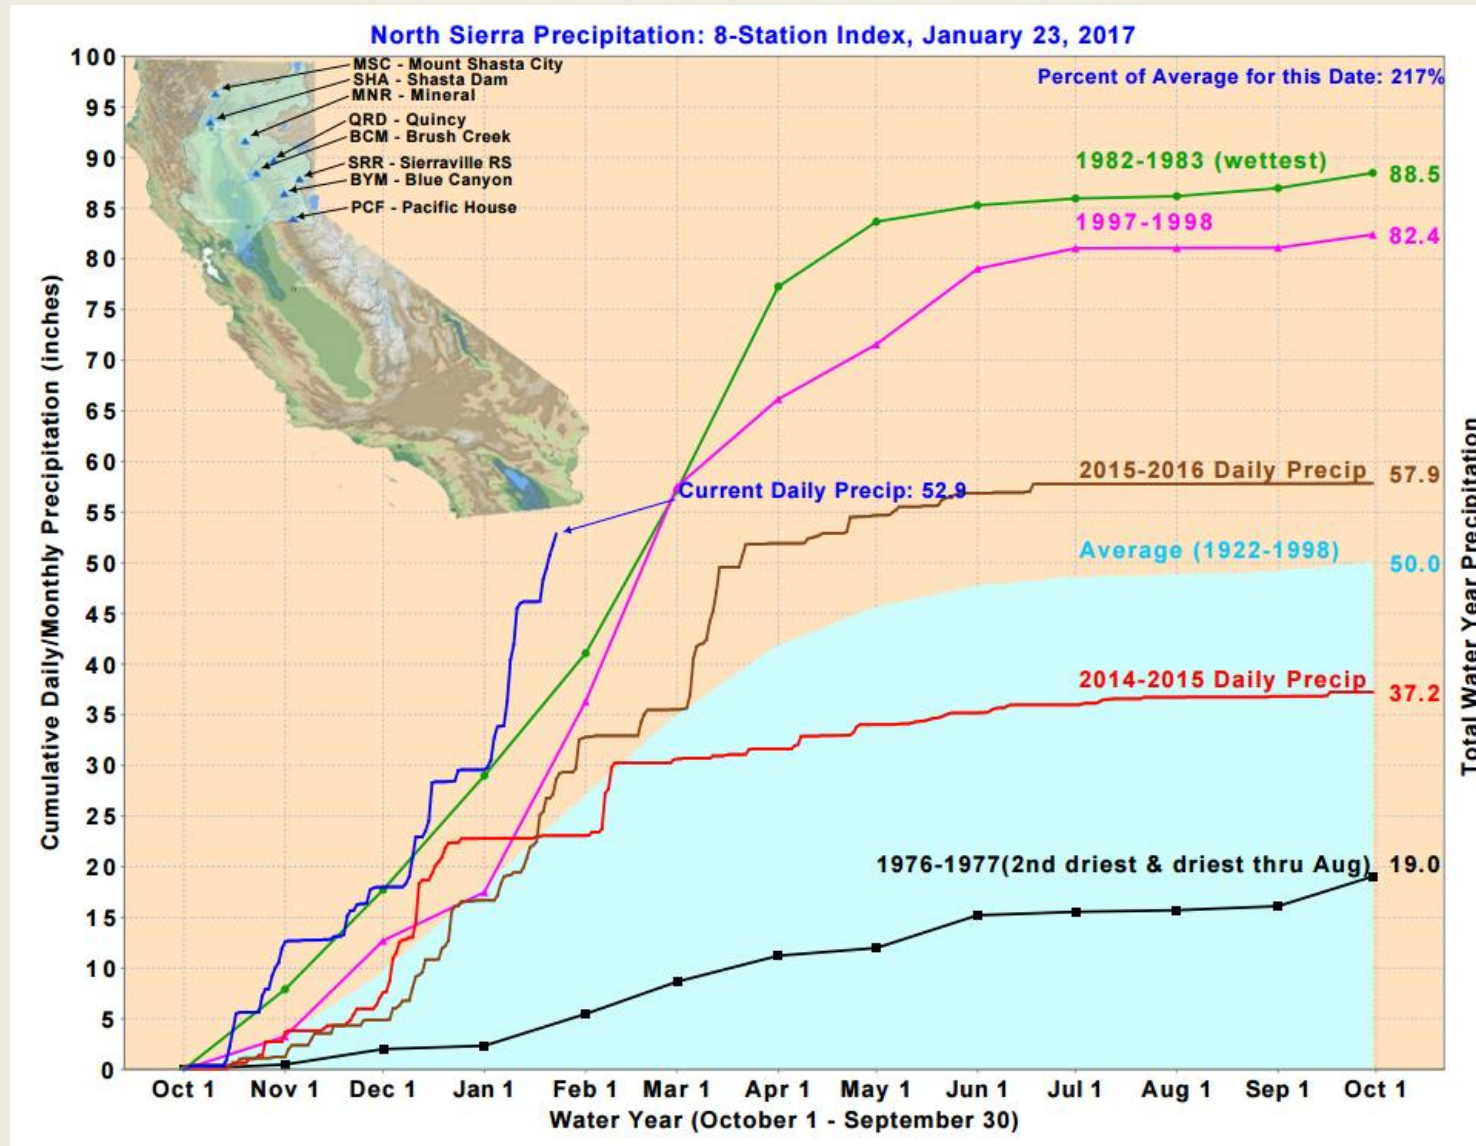 North Sierra Precipitation: 8-Station Index, January 23, 2017
Percent of Average for this Date: 217%
MSC - Mount Shasta City
SHA - Shasta Dam
MNR - Mineral
QRD - Quincy
BCM - Brush Creek
SRR - Sierraville RS
BYM - Blue Canyon
PCF - Pacific House
1982-1983 (wettest) 88.5
1997-1998 82.4
2015-2016 Daily Precip 57.9
Current Daily Precip: 52.9
Average (1922-1998) 50.0
2014-2015 Daily Precip 37.2
1976-1977(2nd driest & driest thru Aug) 19.0
Cumulative Daily/Monthly Precipitation (inches)
100
95
90
85
80
75
70
65
60
55
50
45
40
35
30
25
20
15
10
5
0
Total Water Year Precipitation
Oct 1 Nov 1 Dec 1 Jan 1 Feb 1 Mar 1 Apr 1 May 1 Jun 1 Jul 1 Aug 1 Sep 1 Oct 1
Water Year (October 1 - September 30)